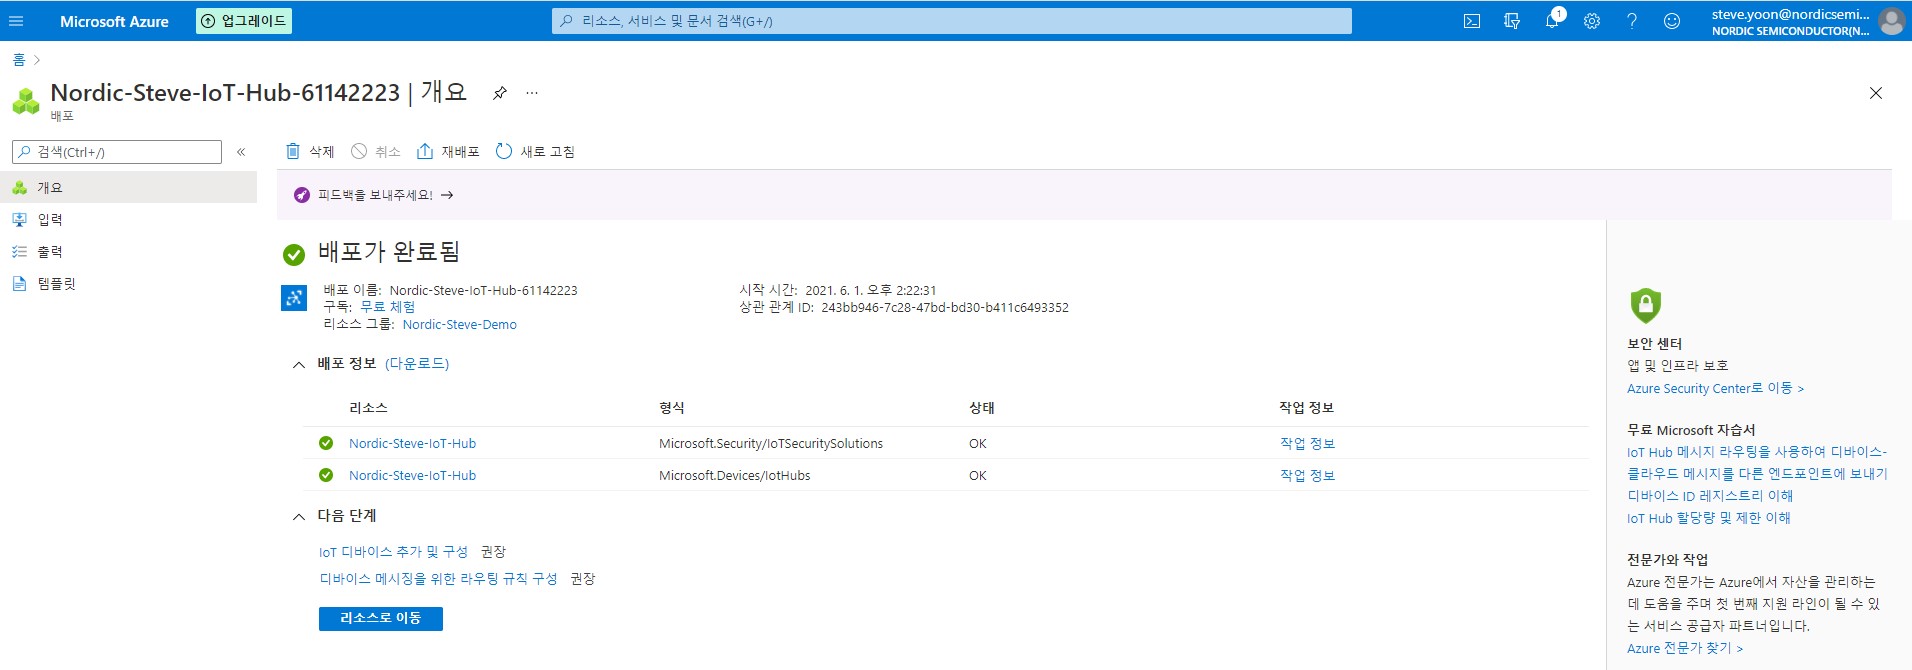 Microsoft Azure
업그레이드
리소스, 서비스 및 문서 검색(G+/)
1
steve.yoon@nordicsemi...
NORDIC SEMICONDUCTOR(N...
홈
Nordic-Steve-IoT-Hub-61142223 | 개요
배포
검색(Ctrl+/)
개요
입력
출력
템플릿
삭제
취소
재배포
새로 고침
피드백을 보내주세요! →
배포가 완료됨
배포 이름: Nordic-Steve-IoT-Hub-61142223
구독: 무료 체험
리소스 그룹: Nordic-Steve-Demo
시작 시간: 2021. 6. 1. 오후 2:22:31
상관 관계 ID: 243bb946-7c28-47bd-bd30-b411c6493352
배포 정보 (다운로드)
리소스 형식 상태 작업 정보
Nordic-Steve-IoT-Hub Microsoft.Security/IoTSecuritySolutions OK 작업 정보
Nordic-Steve-IoT-Hub Microsoft.Devices/IotHubs OK 작업 정보
다음 단계
IoT 디바이스 추가 및 구성 권장
디바이스 메시징을 위한 라우팅 규칙 구성 권장
리소스로 이동
보안 센터
앱 및 인프라 보호
Azure Security Center로 이동 >
무료 Microsoft 자습서
IoT Hub 메시지 라우팅을 사용하여 디바이스-
클라우드 메시지를 다른 엔드포인트에 보내기
디바이스 ID 레지스트리 이해
IoT Hub 할당량 및 제한 이해
전문가와 작업
Azure 전문가는 Azure에서 자산을 관리하는
데 도움을 주며 첫 번째 지원 라인이 될 수 있
는 서비스 공급자 파트너입니다.
Azure 전문가 찾기 >